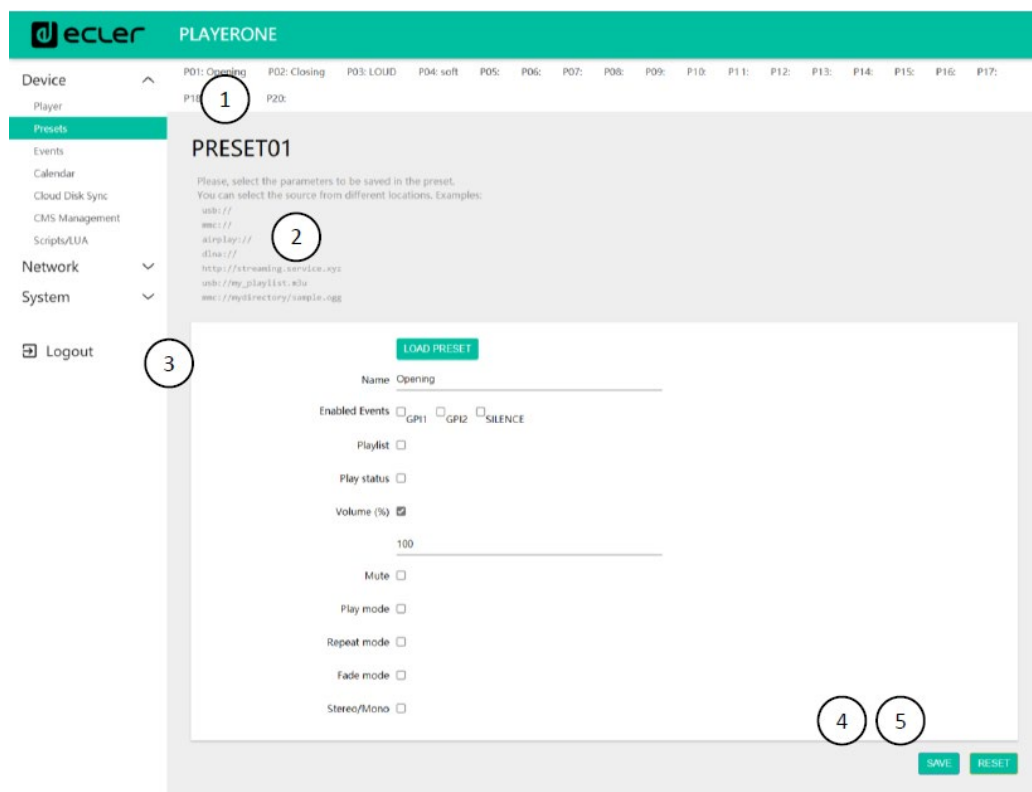 ecler PLAYERONE
Device
Player
Presets
Events
Calendar
Cloud Disk Sync
CMS Management
Scripts/LUA
Network
System
Logout
P01: Opening P02: Closing P03: LOUD P04: soft P05: P06: P07: P08: P09: P10: P11: P12: P13: P14: P15: P16: P17:
P18 P20:
1
PRESET01
Please, select the parameters to be saved in the preset.
You can select the source from different locations. Examples:
usb://
mmc://
airplay://
dlna://
http://streaming.service.xyz
usb://my_playlist.m3u
mmc://mydirectory/sample.ogg
2
3
LOAD PRESET
Name Opening
Enabled Events GPI1 GPI2 SILENCE
Playlist
Play status
Volume (%)
100
Mute
Play mode
Repeat mode
Fade mode
Stereo/Mono
4 5
SAVE RESET